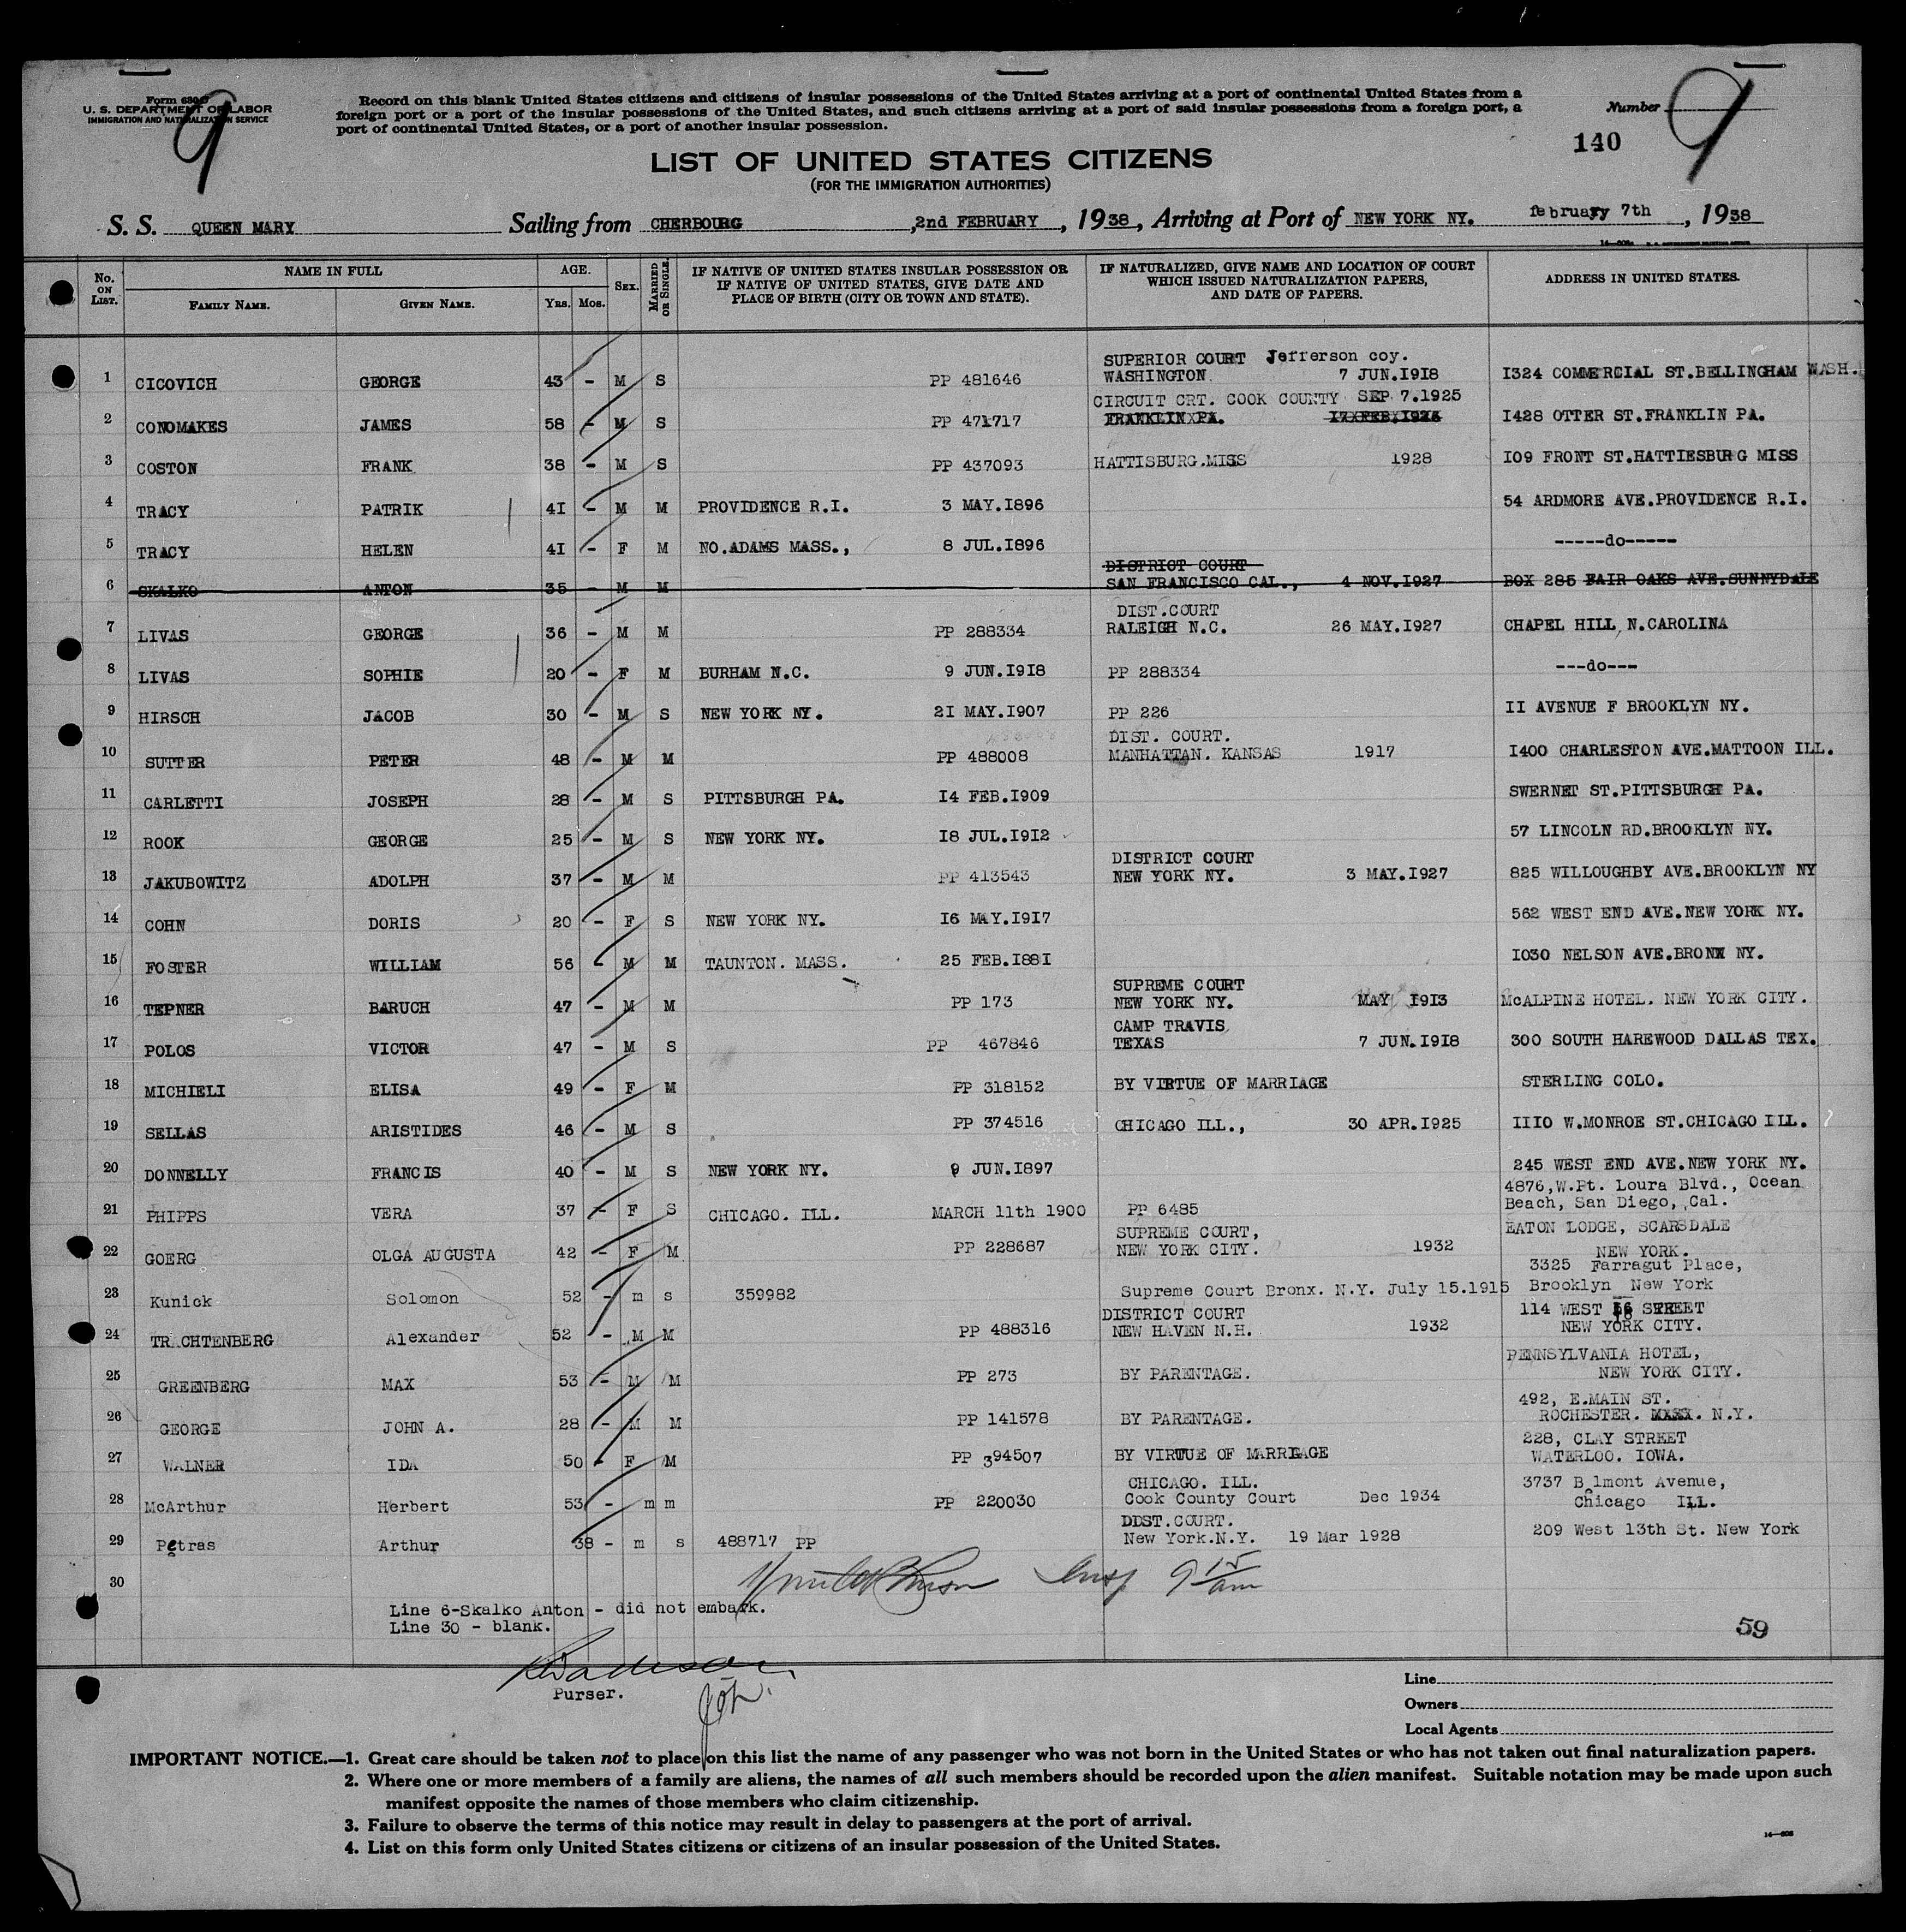 Form 630-D
U. S. DEPARTMENT OF LABOR
IMMIGRATION AND NATURALIZATION SERVICE
9
Record on this blank United States citizens and citizens of insular possessions of the United States arriving at a port of continental United States from a
foreign port or a port of the insular possessions of the United States, and such citizens arriving at a port of said insular possessions from a foreign port, a
port of continental United States, or a port of another insular possession.
Number
9
140
LIST OF UNITED STATES CITIZENS
(FOR THE IMMIGRATION AUTHORITIES)
S. S. QUEEN MARY Sailing from CHERBOURG ,2nd FEBRUARY , 1938, Arriving at Port of NEW YORK NY. february 7th , 1938
No. ON LIST. NAME IN FULL AGE. SEX. MARRIED OR SINGLE. IF NATIVE OF UNITED STATES INSULAR POSSESSION OR IF NATIVE OF UNITED STATES, GIVE DATE AND PLACE OF BIRTH (CITY OR TOWN AND STATE). IF NATURALIZED, GIVE NAME AND LOCATION OF COURT WHICH ISSUED NATURALIZATION PAPERS, AND DATE OF PAPERS. ADDRESS IN UNITED STATES.
FAMILY NAME. GIVEN NAME. YRS. MOS.
SUPERIOR COURT Jefferson coy.
1 CICOVICH GEORGE 43 - M S PP 481646 WASHINGTON 7 JUN.1918 1324 COMMERCIAL ST.BELLINGHAM WASH.
CIRCUIT CRT. COOK COUNTY SEP 7.1925
2 CONOMAKES JAMES 58 - M S PP 471717 FRANKLIN PA. 17 FEB 1924 1428 OTTER ST.FRANKLIN PA.
3 COSTON FRANK 38 - M S PP 437093 HATTISBURG.MISS 1928 109 FRONT ST.HATTIESBURG MISS
4 TRACY PATRIK 41 - M M PROVIDENCE R.I. 3 MAY.1896 54 ARDMORE AVE.PROVIDENCE R.I.
5 TRACY HELEN 41 - F M NO.ADAMS MASS., 8 JUL.1896 -----do-----
DISTRICT COURT
6 SKALKO ANTON 35 - M M SAN FRANCISCO CAL., 4 NOV.1927 BOX 285 FAIR OAKS AVE.SUNNYDALE
DIST.COURT
7 LIVAS GEORGE 36 - M M PP 288334 RALEIGH N.C. 26 MAY.1927 CHAPEL HILL, N.CAROLINA
8 LIVAS SOPHIE 20 - F M BURHAM N.C. 9 JUN.1918 PP 288334 ---do---
9 HIRSCH JACOB 30 - M S NEW YORK NY. 21 MAY.1907 PP 226 11 AVENUE F BROOKLYN NY.
DIST. COURT.
10 SUTTER PETER 48 - M M PP 488008 MANHATTAN. KANSAS 1917 1400 CHARLESTON AVE.MATTOON ILL.
11 CARLETTI JOSEPH 28 - M S PITTSBURGH PA. 14 FEB.1909 SWERNET ST.PITTSBURGH PA.
12 ROOK GEORGE 25 - M S NEW YORK NY. 18 JUL.1912 57 LINCOLN RD.BROOKLYN NY.
DISTRICT COURT
13 JAKUBOWITZ ADOLPH 37 - M M PP 413543 NEW YORK NY. 3 MAY.1927 825 WILLOUGHBY AVE.BROOKLYN NY
14 COHN DORIS 20 - F S NEW YORK NY. 16 MAY.1917 562 WEST END AVE.NEW YORK NY.
15 FOSTER WILLIAM 56 - M M TAUNTON. MASS. 25 FEB.1881 1030 NELSON AVE.BRONX NY.
SUPREME COURT
16 TEPNER BARUCH 47 - M M PP 173 NEW YORK NY. MAY 1913 McALPINE HOTEL. NEW YORK CITY.
CAMP TRAVIS
17 POLOS VICTOR 47 - M S PP 467846 TEXAS 7 JUN.1918 300 SOUTH HAREWOOD DALLAS TEX.
18 MICHIELI ELISA 49 - F M PP 318152 BY VIRTUE OF MARRIAGE STERLING COLO.
19 SELLAS ARISTIDES 46 - M S PP 374516 CHICAGO ILL., 30 APR.1925 1110 W.MONROE ST.CHICAGO ILL.
20 DONNELLY FRANCIS 40 - M S NEW YORK NY. 9 JUN.1897 245 WEST END AVE.NEW YORK NY.
4876,W.Pt. Loura Blvd., Ocean
21 PHIPPS VERA 37 - F S CHICAGO. ILL. MARCH 11th 1900 PP 6485 Beach, San Diego, Cal.
SUPREME COURT, EATON LODGE, SCARSDALE
22 GOERG OLGA AUGUSTA 42 - F M PP 228687 NEW YORK CITY. 1932 NEW YORK.
3325 Farragut Place,
23 Kunick Solomon 52 - m s 359982 Supreme Court Bronx. N.Y. July 15.1915 Brooklyn New York
DISTRICT COURT 114 WEST 16 STREET
24 TR CHTENBERG Alexander 52 - M M PP 488316 NEW HAVEN N.H. 1932 NEW YORK CITY.
PENNSYLVANIA HOTEL,
25 GREENBERG MAX 53 - M M PP 273 BY PARENTAGE. NEW YORK CITY.
492, E.MAIN ST.
26 GEORGE JOHN A. 28 - M M PP 141578 BY PARENTAGE. ROCHESTER. N.Y.
228, CLAY STREET
27 WALNER IDA 50 - F M PP 394507 BY VIRTUE OF MARRIAGE WATERLOO. IOWA.
CHICAGO. ILL. 3737 Belmont Avenue,
28 McArthur Herbert 53 - m m PP 220030 Cook County Court Dec 1934 Chicago ILL.
DIST.COURT.
29 Petras Arthur 38 - m s 488717 PP New York.N.Y. 19 Mar 1928 209 West 13th St. New York
30 Insp 9 15 am
Line 6-Skalko Anton - did not embark.
Line 30 - blank.
59
Purser.
Line
Owners
Local Agents
IMPORTANT NOTICE.—1. Great care should be taken not to place on this list the name of any passenger who was not born in the United States or who has not taken out final naturalization papers.
2. Where one or more members of a family are aliens, the names of all such members should be recorded upon the alien manifest. Suitable notation may be made upon such
manifest opposite the names of those members who claim citizenship.
3. Failure to observe the terms of this notice may result in delay to passengers at the port of arrival.
4. List on this form only United States citizens or citizens of an insular possession of the United States.